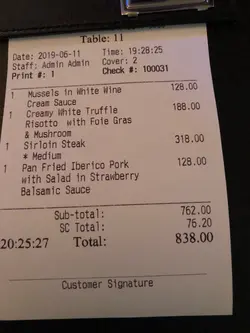 Table: 11
Date: 2019-06-11 Time: 19:28:25
Staff: Admin Admin Cover: 2
Print #: 1 Check #: 100031
1 Mussels in White Wine 128.00
Cream Sauce
1 Creamy White Truffle 188.00
Risotto with Foie Gras
& Mushroom
1 Sirloin Steak 318.00
* Medium
1 Pan Fried Iberico Pork 128.00
with Salad in Strawberry
Balsamic Sauce
Sub-total: 762.00
SC Total: 76.20
20:25:27 Total: 838.00
Customer Signature